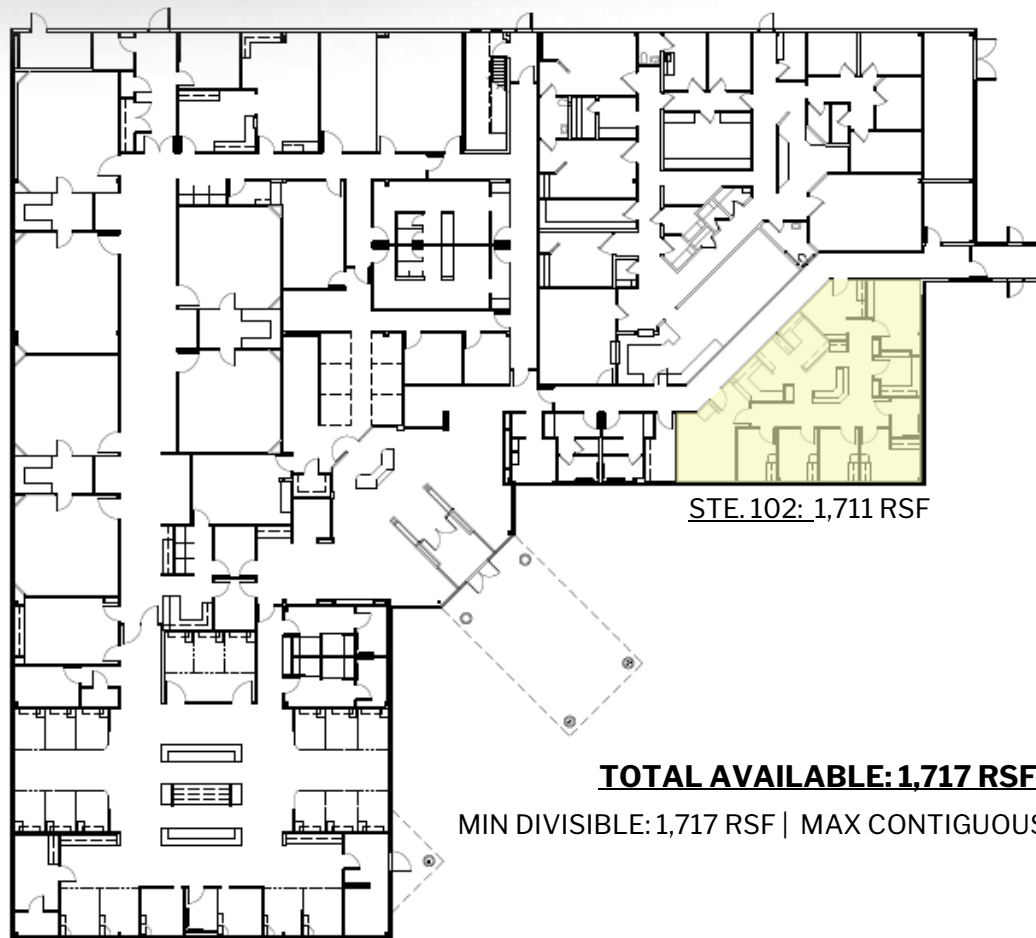 STE. 102: 1,711 RSF
TOTAL AVAILABLE: 1,717 RSF
MIN DIVISIBLE: 1,717 RSF | MAX CONTIGUOUS